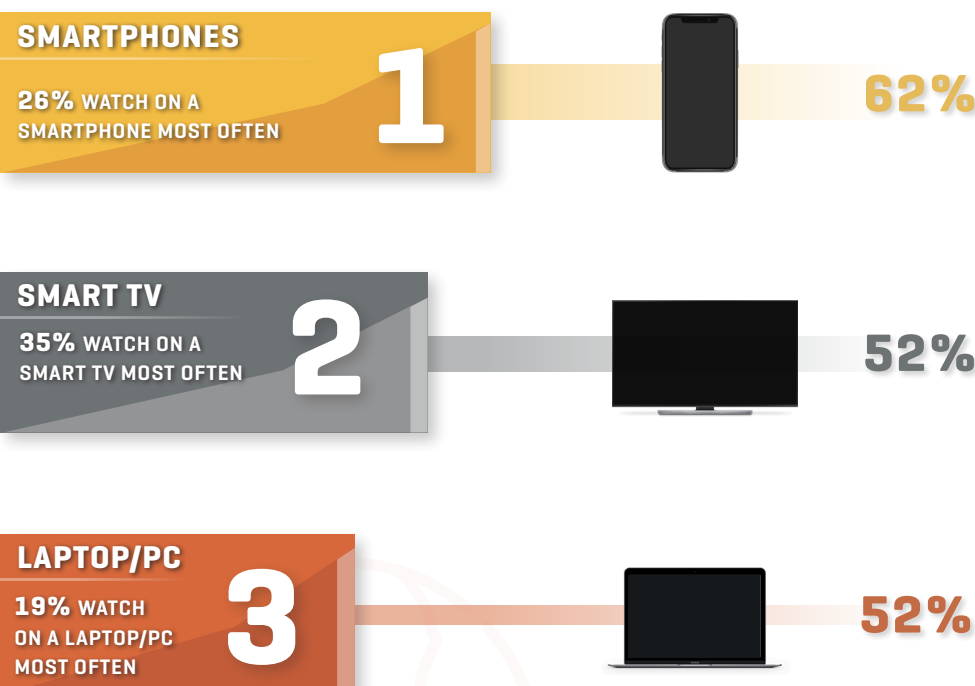 SMARTPHONES
26% WATCH ON A
SMARTPHONE MOST OFTEN
1
62%
SMART TV
35% WATCH ON A
SMART TV MOST OFTEN
2
52%
LAPTOP/PC
19% WATCH
ON A LAPTOP/PC
MOST OFTEN
3
52%